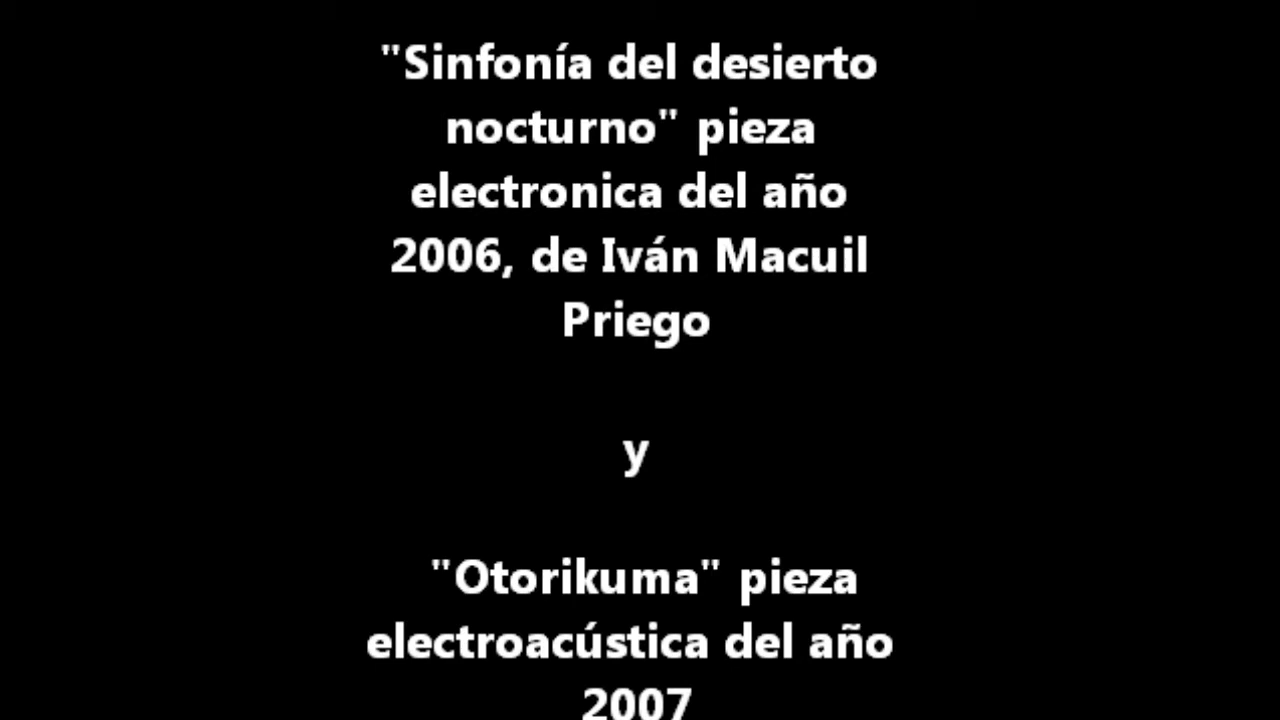 "Sinfonía del desierto
nocturno" pieza
electronica del año
2006, de Iván Macuil
Priego
y
"Otorikuma" pieza
electroacústica del año
2007